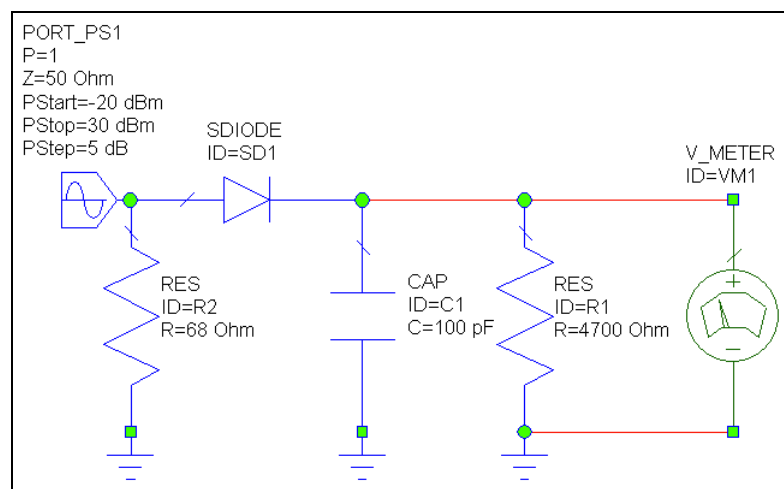 PORT_PS1
P=1
Z=50 Ohm
PStart=-20 dBm
PStop=30 dBm
PStep=5 dB
SDIODE
ID=SD1
V_METER
ID=VM1
RES
ID=R2
R=68 Ohm
CAP
ID=C1
C=100 pF
RES
ID=R1
R=4700 Ohm